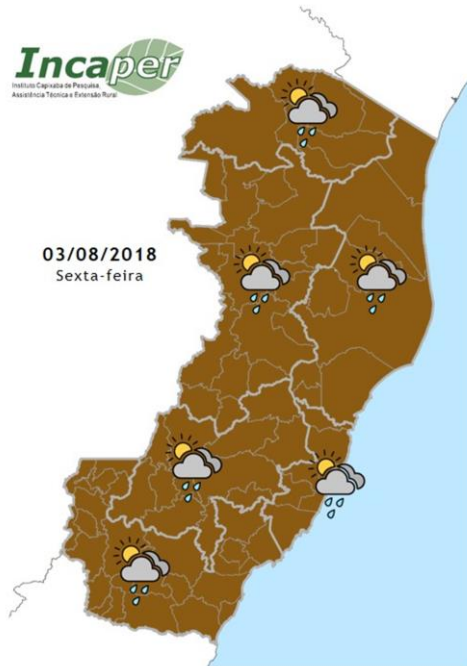 Incaper
Instituto Capixaba de Pesquisa,
Assistência Técnica e Extensão Rural
03/08/2018
Sexta-feira